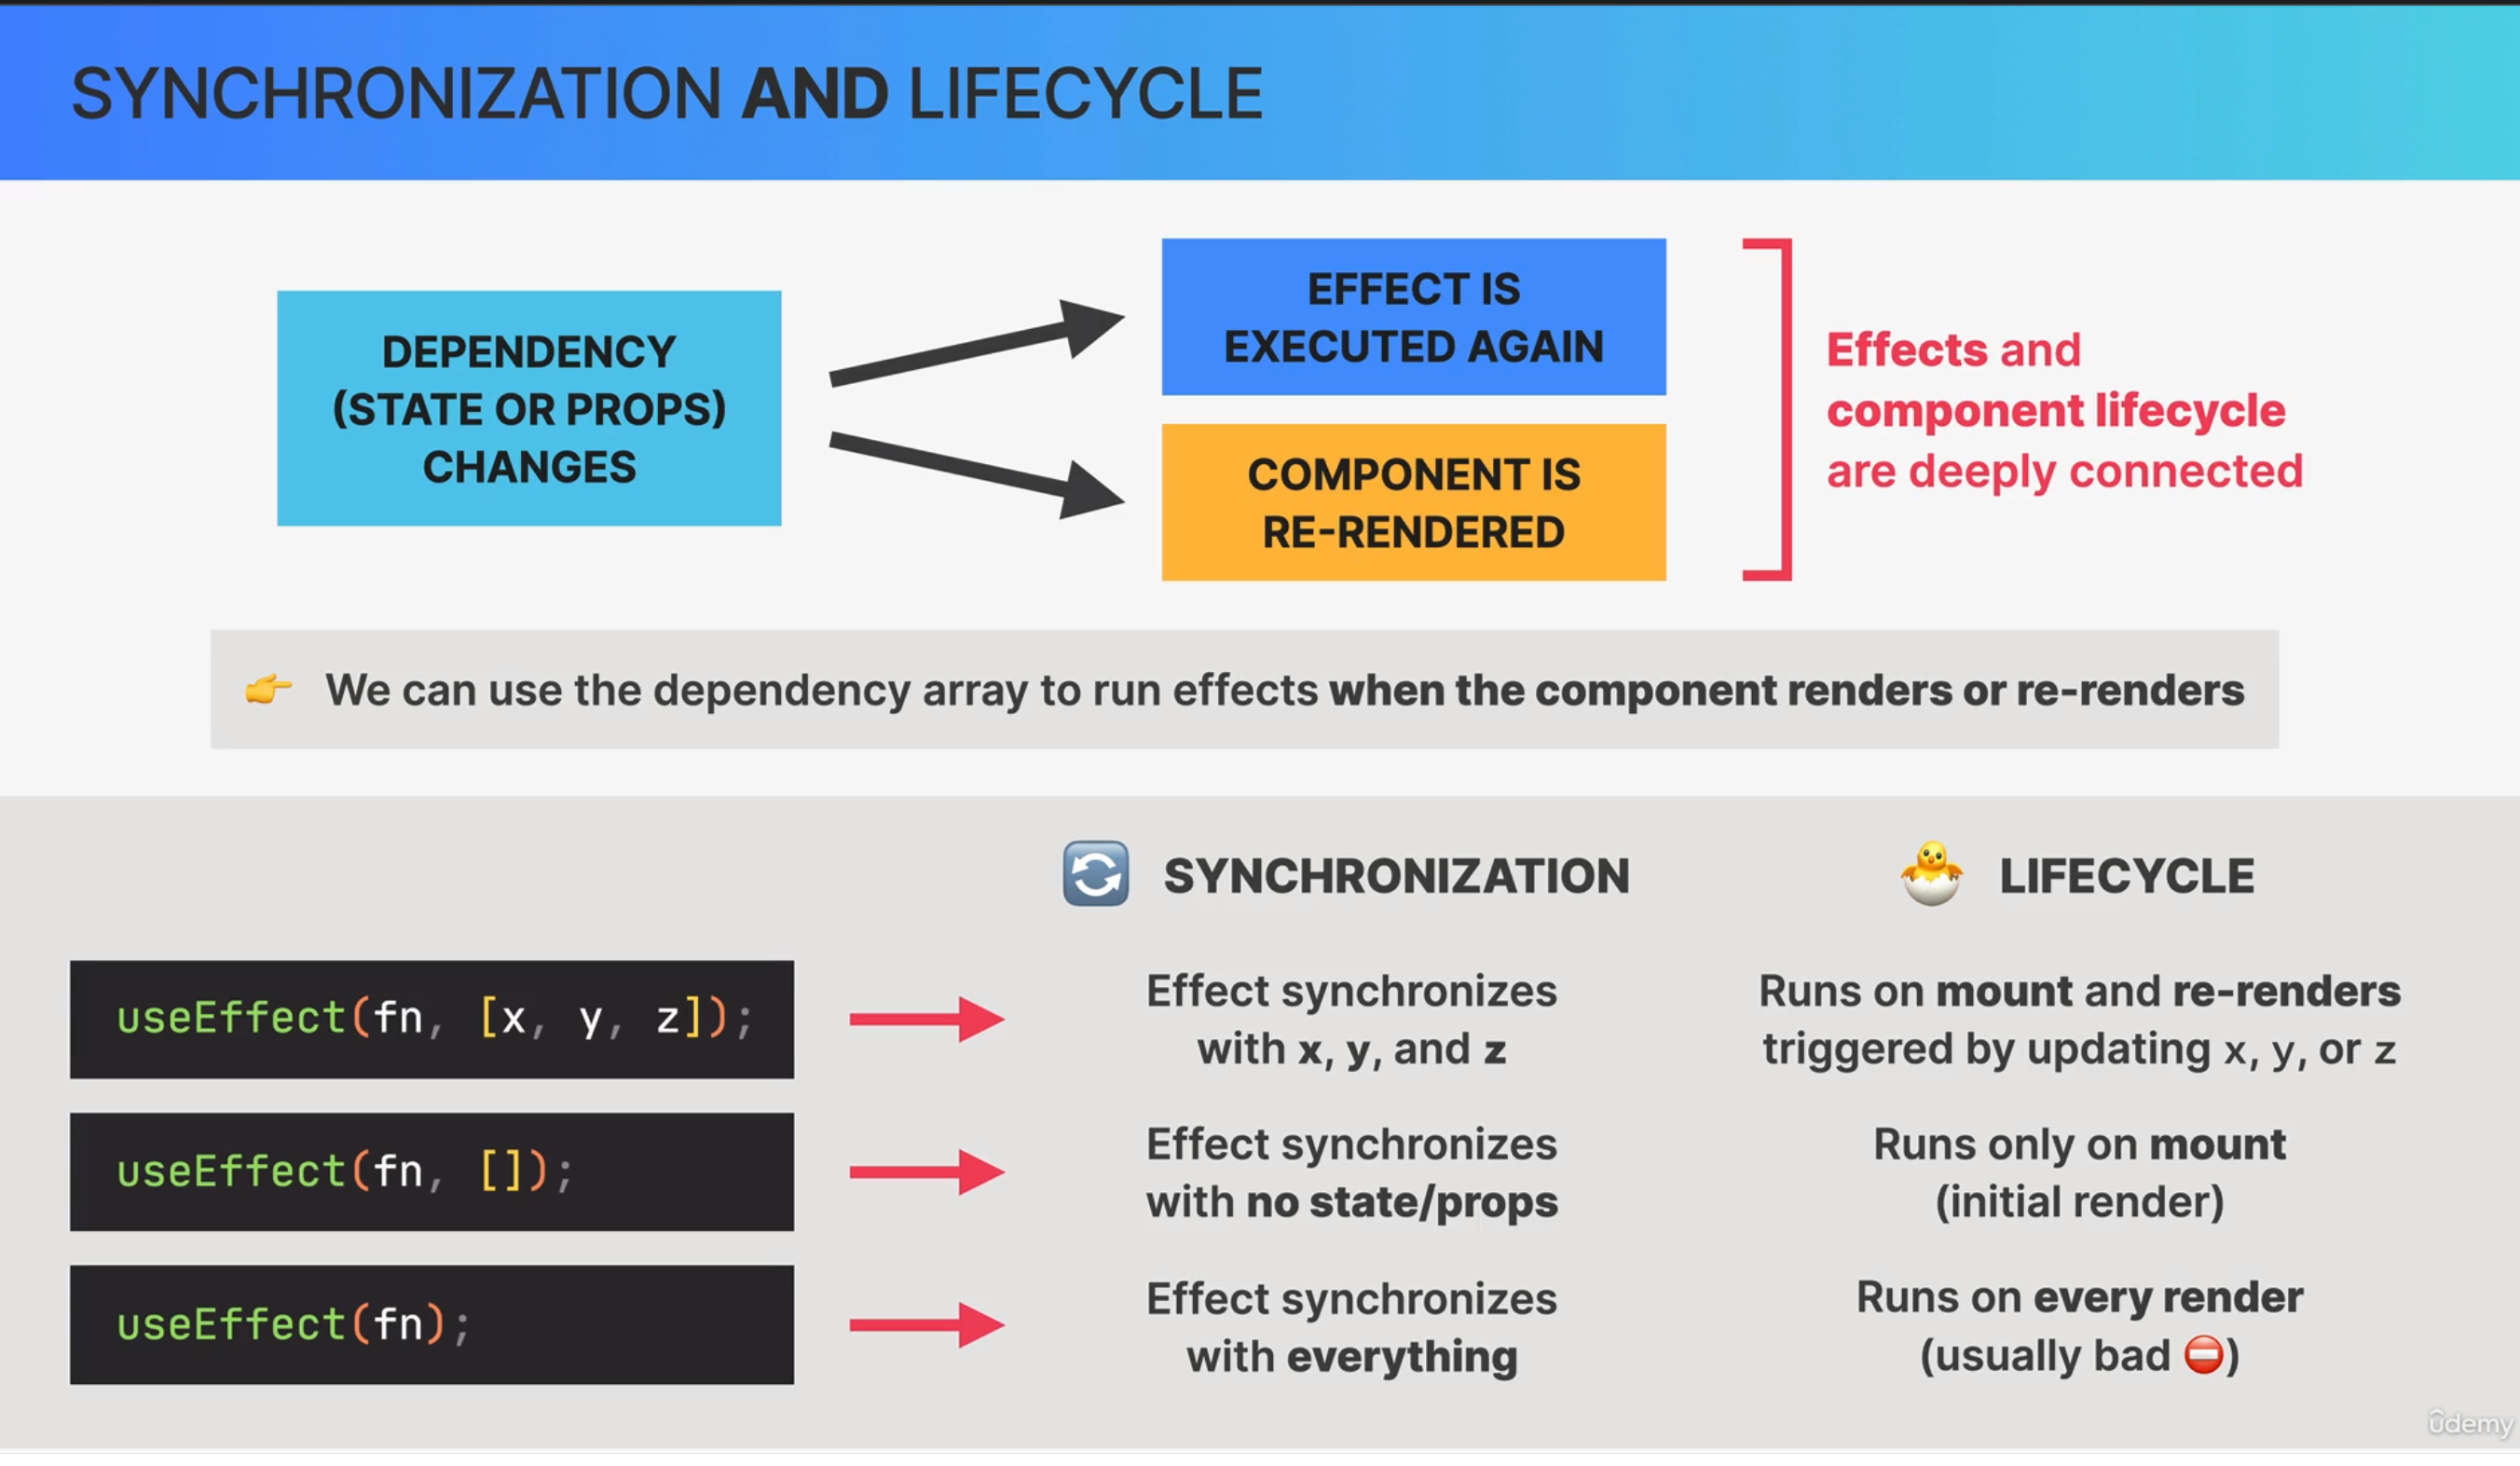 SYNCHRONIZATION AND LIFECYCLE
DEPENDENCY
(STATE OR PROPS)
CHANGES
EFFECT IS
EXECUTED AGAIN
COMPONENT IS
RE-RENDERED
Effects and
component lifecycle
are deeply connected
👉 We can use the dependency array to run effects when the component renders or re-renders
🔄 SYNCHRONIZATION
🐣 LIFECYCLE
useEffect(fn, [x, y, z]);
Effect synchronizes
with x, y, and z
Runs on mount and re-renders
triggered by updating x, y, or z
useEffect(fn, []);
Effect synchronizes
with no state/props
Runs only on mount
(initial render)
useEffect(fn);
Effect synchronizes
with everything
Runs on every render
(usually bad ⛔)
ûdemy